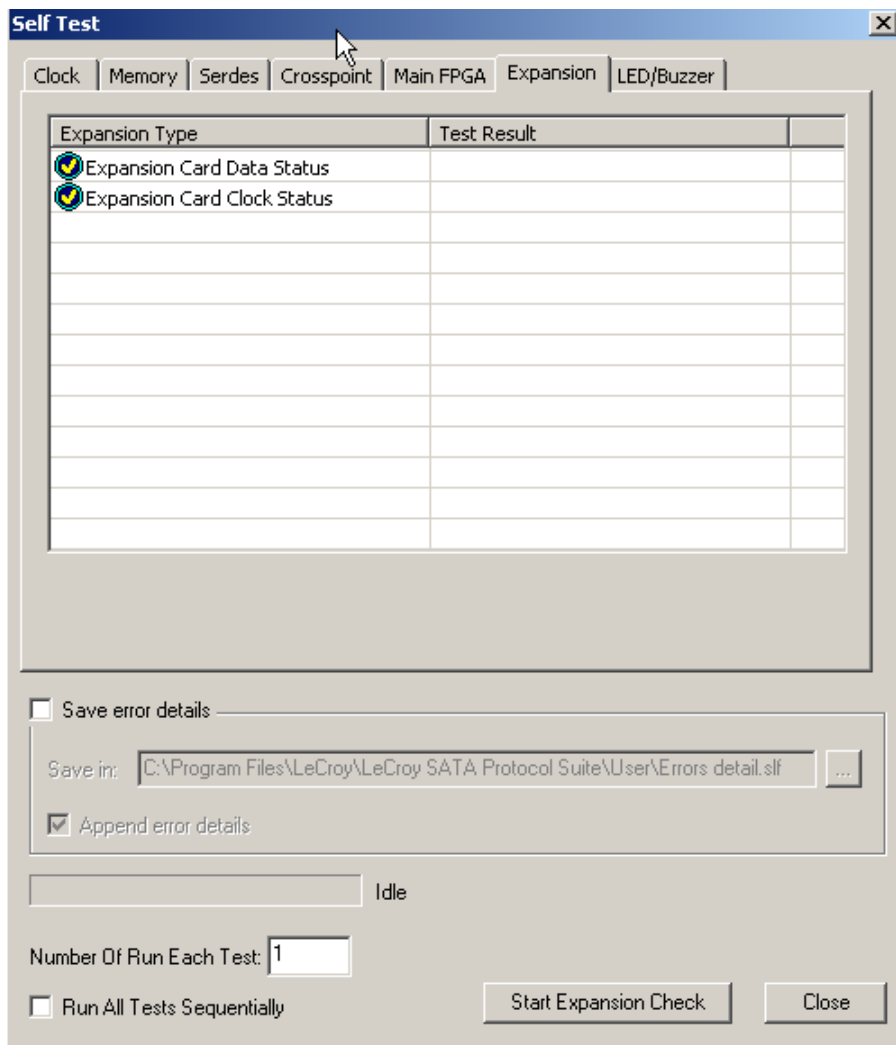 Self Test
Clock Memory Serdes Crosspoint Main FPGA Expansion LED/Buzzer
Expansion Type Test Result
Expansion Card Data Status
Expansion Card Clock Status
Save error details
Save in: C:\Program Files\LeCroy\LeCroy SATA Protocol Suite\User\Errors detail.slf ...
Append error details
Idle
Number Of Run Each Test: 1
Run All Tests Sequentially
Start Expansion Check Close